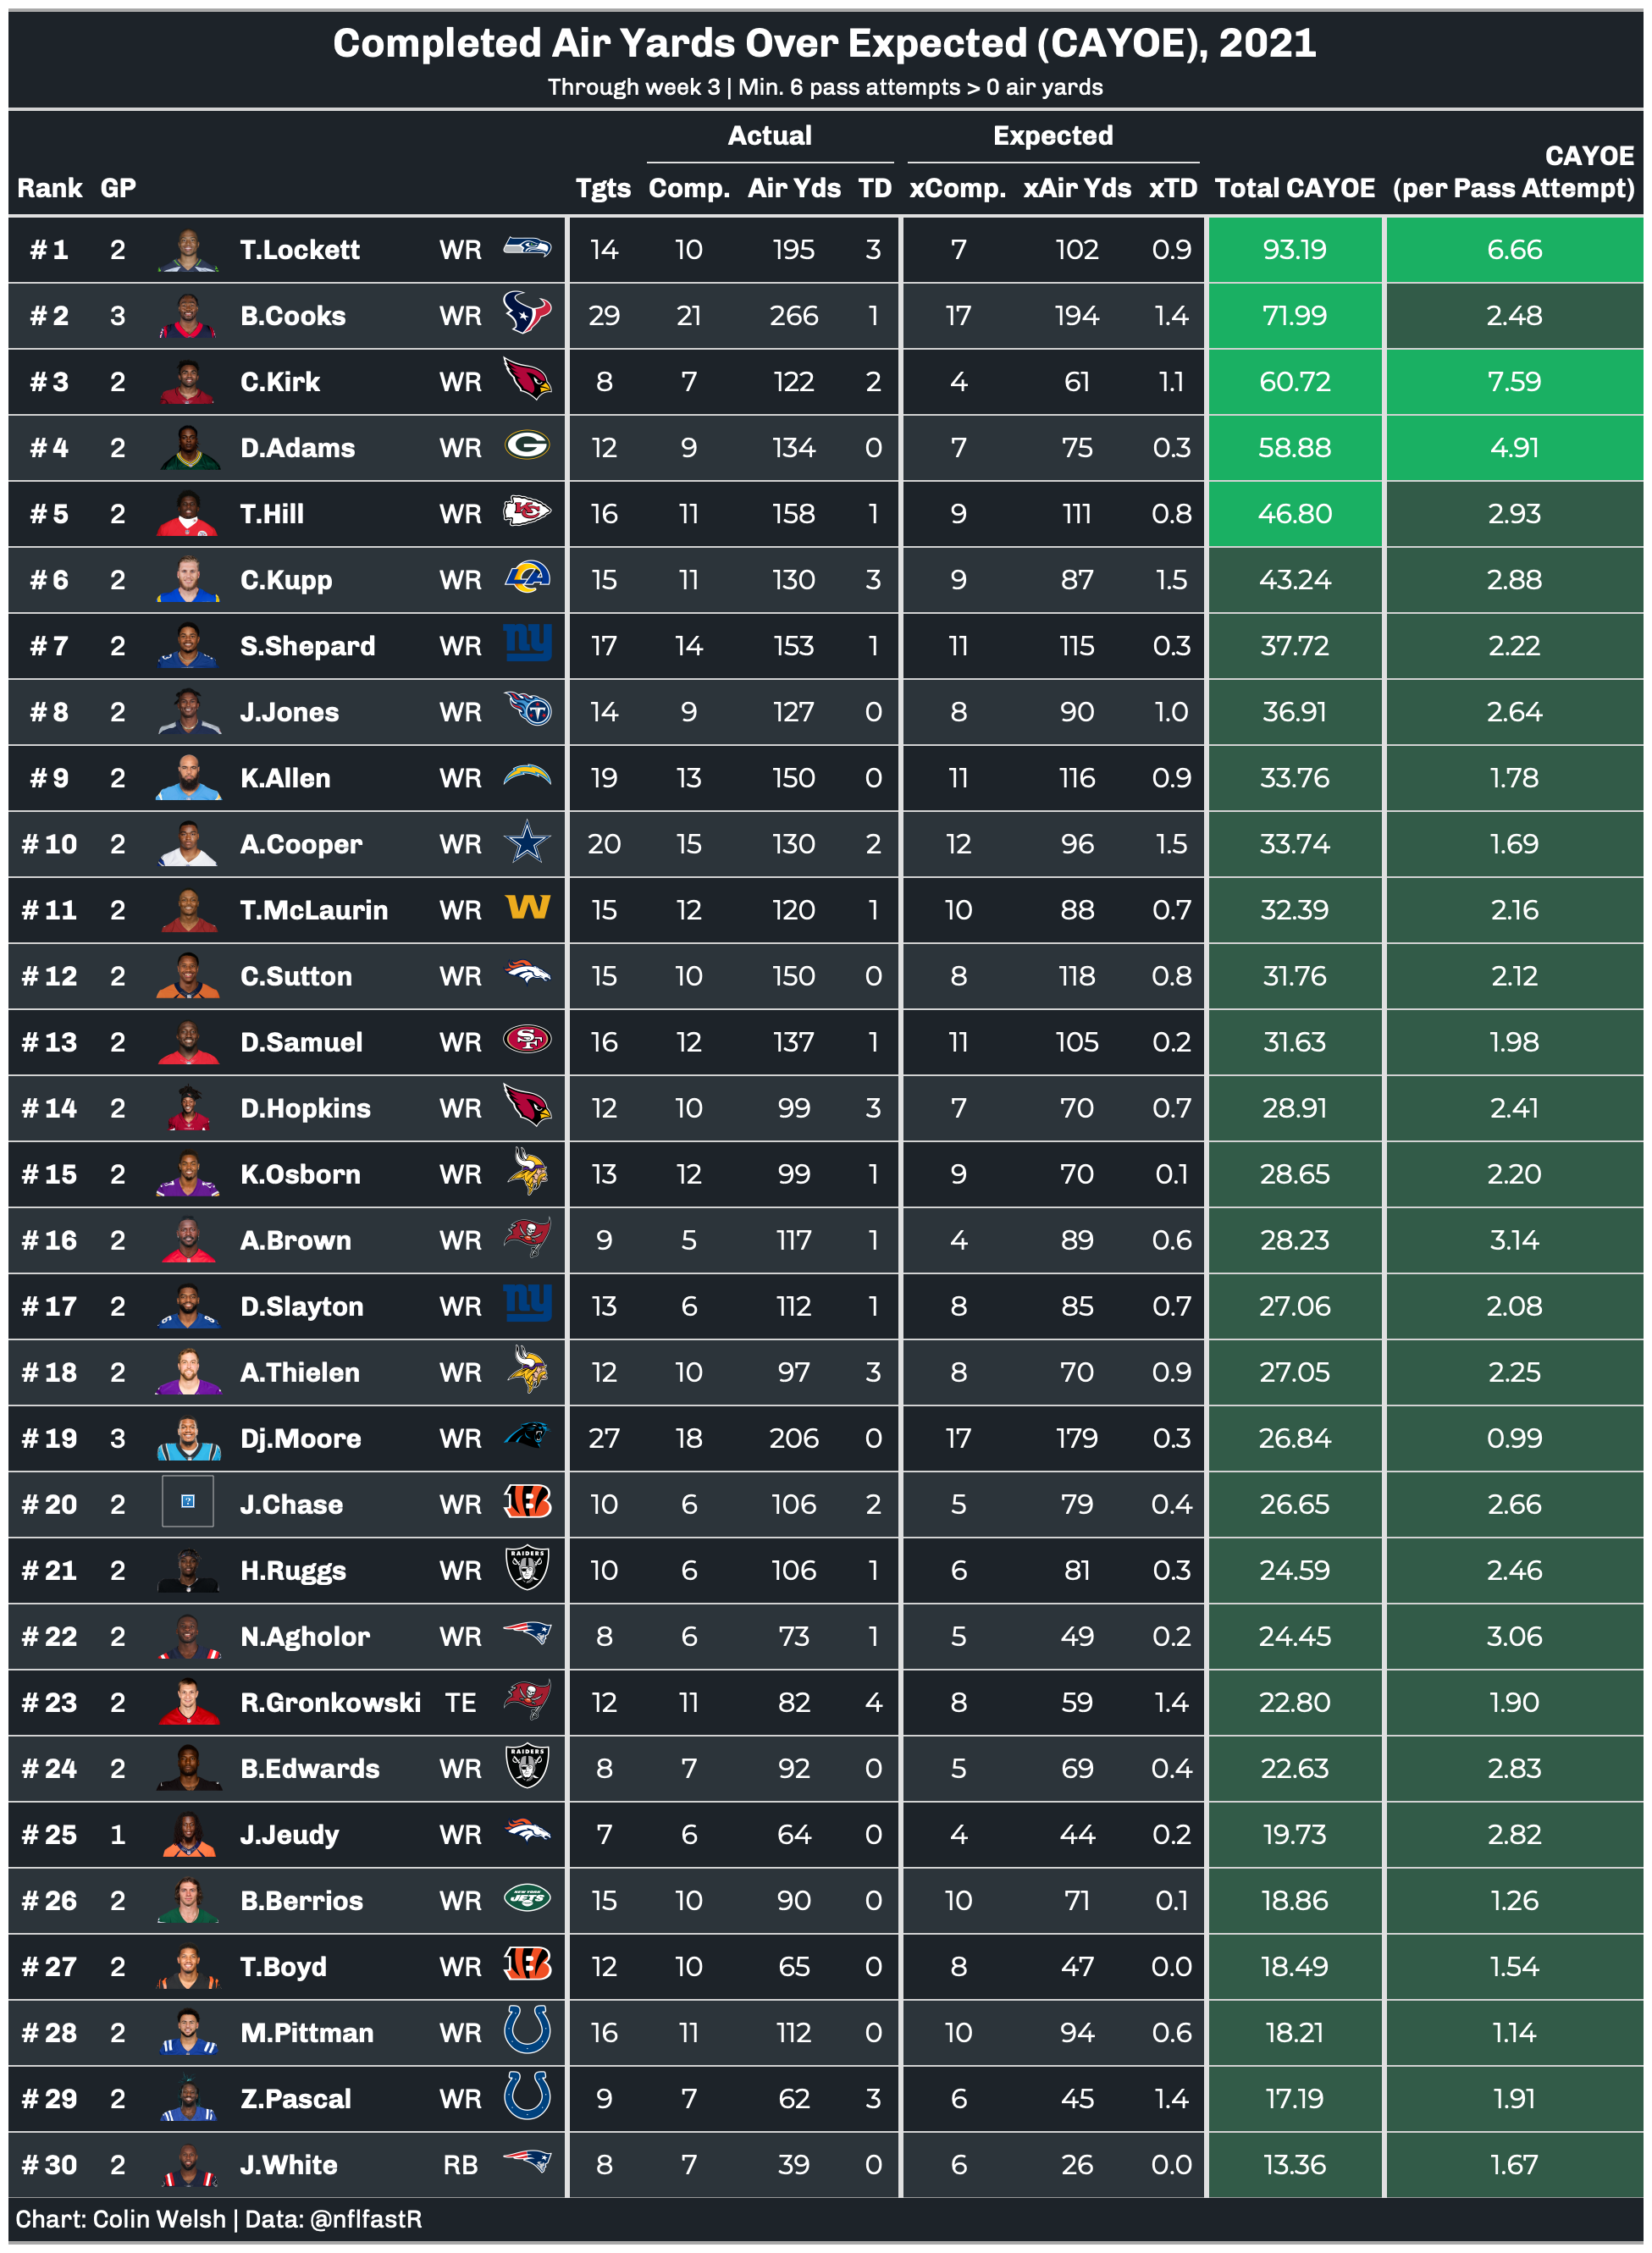 Completed Air Yards Over Expected (CAYOE), 2021
Through week 3 | Min. 6 pass attempts > 0 air yards
Actual Expected CAYOE
Rank GP Tgts Comp. Air Yds TD xComp. xAir Yds xTD Total CAYOE (per Pass Attempt)
# 1 2 T.Lockett WR 14 10 195 3 7 102 0.9 93.19 6.66
# 2 3 B.Cooks WR 29 21 266 1 17 194 1.4 71.99 2.48
# 3 2 C.Kirk WR 8 7 122 2 4 61 1.1 60.72 7.59
# 4 2 D.Adams WR G 12 9 134 0 7 75 0.3 58.88 4.91
# 5 2 T.Hill WR KC 16 11 158 1 9 111 0.8 46.80 2.93
# 6 2 C.Kupp WR LA 15 11 130 3 9 87 1.5 43.24 2.88
# 7 2 S.Shepard WR ny 17 14 153 1 11 115 0.3 37.72 2.22
# 8 2 J.Jones WR T 14 9 127 0 8 90 1.0 36.91 2.64
# 9 2 K.Allen WR 19 13 150 0 11 116 0.9 33.76 1.78
# 10 2 A.Cooper WR 20 15 130 2 12 96 1.5 33.74 1.69
# 11 2 T.McLaurin WR W 15 12 120 1 10 88 0.7 32.39 2.16
# 12 2 C.Sutton WR 15 10 150 0 8 118 0.8 31.76 2.12
# 13 2 D.Samuel WR SF 16 12 137 1 11 105 0.2 31.63 1.98
# 14 2 D.Hopkins WR 12 10 99 3 7 70 0.7 28.91 2.41
# 15 2 K.Osborn WR 13 12 99 1 9 70 0.1 28.65 2.20
# 16 2 A.Brown WR 9 5 117 1 4 89 0.6 28.23 3.14
# 17 2 D.Slayton WR ny 13 6 112 1 8 85 0.7 27.06 2.08
# 18 2 A.Thielen WR 12 10 97 3 8 70 0.9 27.05 2.25
# 19 3 Dj.Moore WR 27 18 206 0 17 179 0.3 26.84 0.99
# 20 2 ? J.Chase WR B 10 6 106 2 5 79 0.4 26.65 2.66
# 21 2 H.Ruggs WR RAIDERS 10 6 106 1 6 81 0.3 24.59 2.46
# 22 2 N.Agholor WR 8 6 73 1 5 49 0.2 24.45 3.06
# 23 2 R.Gronkowski TE 12 11 82 4 8 59 1.4 22.80 1.90
# 24 2 B.Edwards WR RAIDERS 8 7 92 0 5 69 0.4 22.63 2.83
# 25 1 J.Jeudy WR 7 6 64 0 4 44 0.2 19.73 2.82
# 26 2 B.Berrios WR NEW YORK JETS 15 10 90 0 10 71 0.1 18.86 1.26
# 27 2 T.Boyd WR B 12 10 65 0 8 47 0.0 18.49 1.54
# 28 2 M.Pittman WR 16 11 112 0 10 94 0.6 18.21 1.14
# 29 2 Z.Pascal WR 9 7 62 3 6 45 1.4 17.19 1.91
# 30 2 J.White RB 8 7 39 0 6 26 0.0 13.36 1.67
Chart: Colin Welsh | Data: @nflfastR